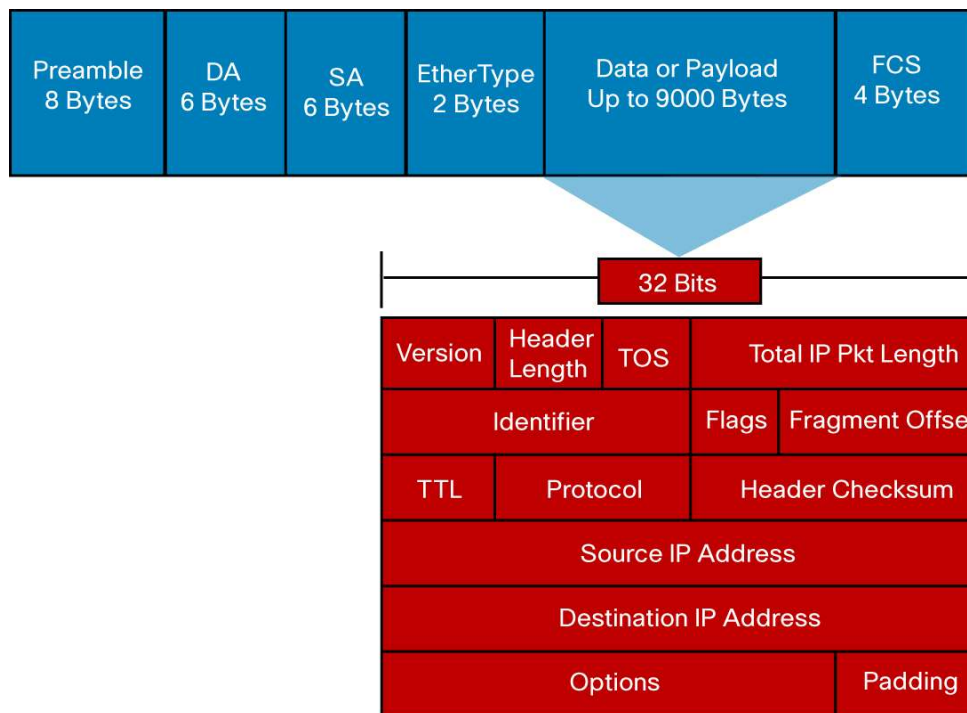 Preamble
8 Bytes
DA
6 Bytes
SA
6 Bytes
EtherType
2 Bytes
Data or Payload
Up to 9000 Bytes
FCS
4 Bytes
32 Bits
Version
Header
Length
TOS
Total IP Pkt Length
Identifier
Flags
Fragment Offse
TTL
Protocol
Header Checksum
Source IP Address
Destination IP Address
Options
Padding